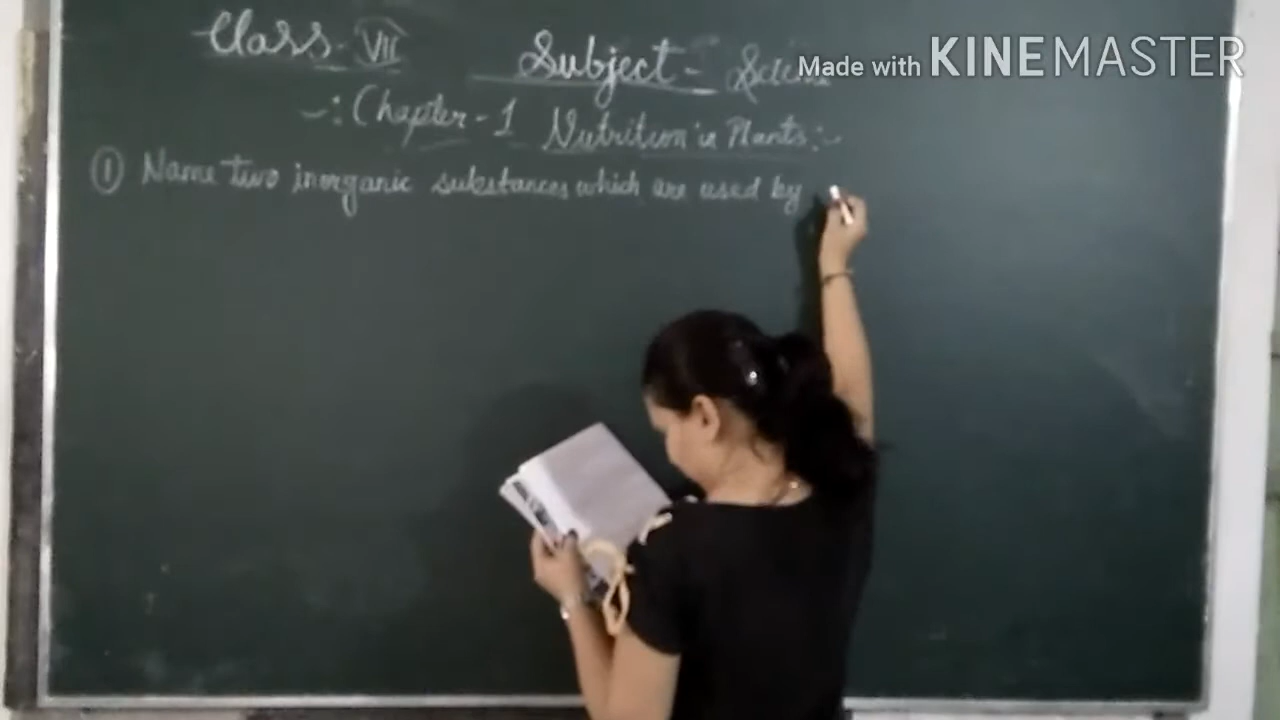 Class - VII Subject - Scien
Made with KINEMASTER
-: Chapter - 1 Nutrition in Plants :-
① Name two inorganic substances which are used by